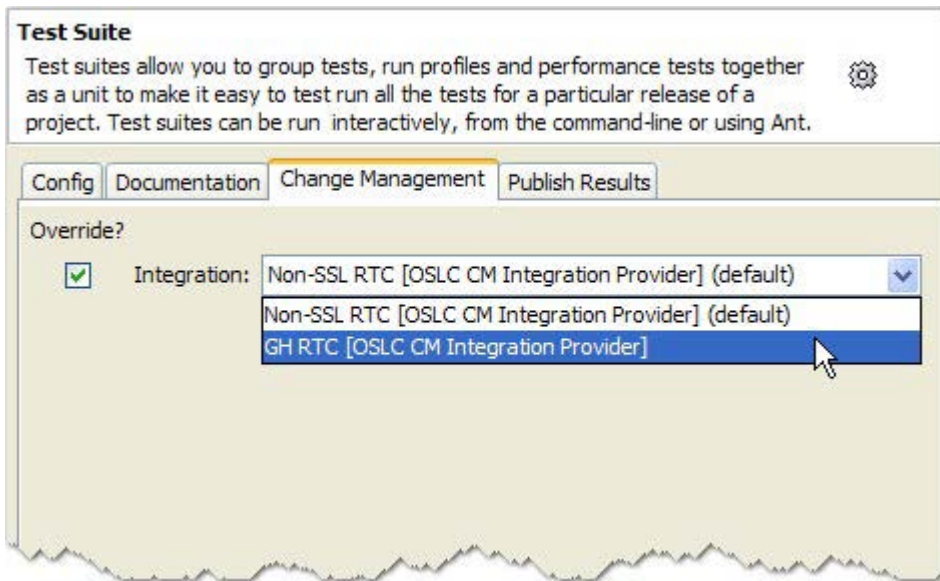 Test Suite
Test suites allow you to group tests, run profiles and performance tests together
as a unit to make it easy to test run all the tests for a particular release of a
project. Test suites can be run interactively, from the command-line or using Ant.
Config Documentation Change Management Publish Results
Override?
Integration: Non-SSL RTC [OSLC CM Integration Provider] (default)
Non-SSL RTC [OSLC CM Integration Provider] (default)
GH RTC [OSLC CM Integration Provider]